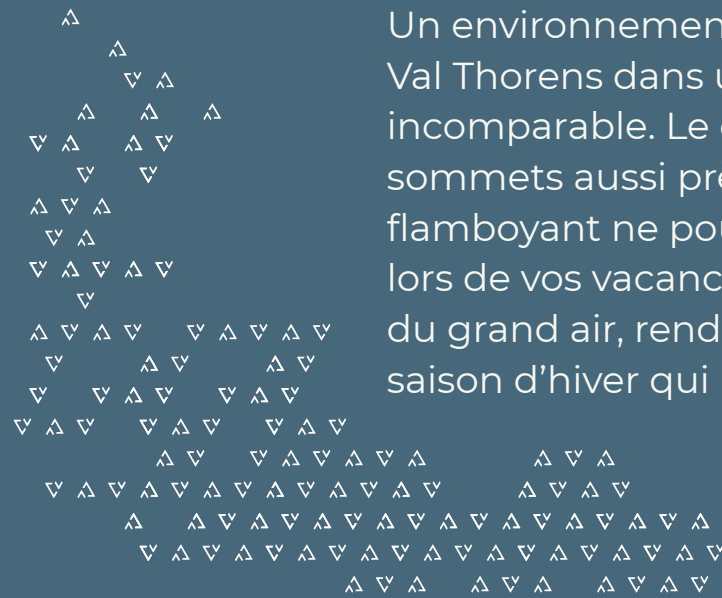 Un environnemen
Val Thorens dans u
incomparable. Le
sommets aussi pr
flamboyant ne pou
lors de vos vacanc
du grand air, rend
saison d’hiver qui